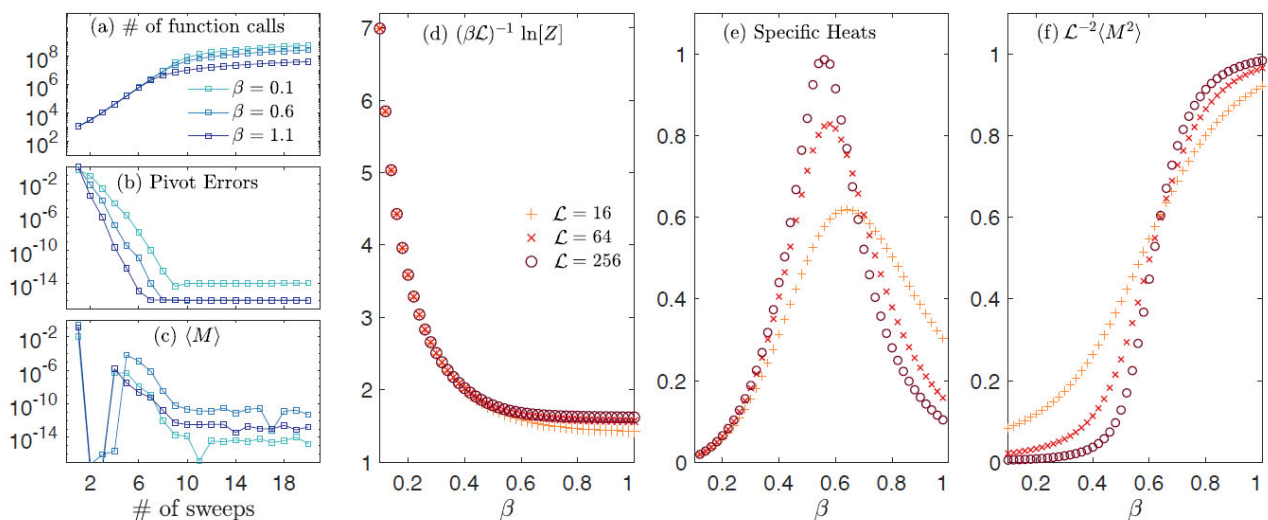 (a) # of function calls
10^8
10^6
10^4
10^2
β = 0.1
β = 0.6
β = 1.1
(b) Pivot Errors
10^-2
10^-6
10^-10
10^-14
(c) ⟨M⟩
10^-2
10^-6
10^-10
10^-14
2 6 10 14 18
# of sweeps
(d) (βℒ)^-1 ln[Z]
7
6
5
4
3
2
1
0.2 0.4 0.6 0.8 1
β
ℒ = 16
ℒ = 64
ℒ = 256
(e) Specific Heats
1
0.8
0.6
0.4
0.2
0
0.2 0.4 0.6 0.8 1
β
(f) ℒ^-2⟨M^2⟩
1
0.8
0.6
0.4
0.2
0
0.2 0.4 0.6 0.8 1
β